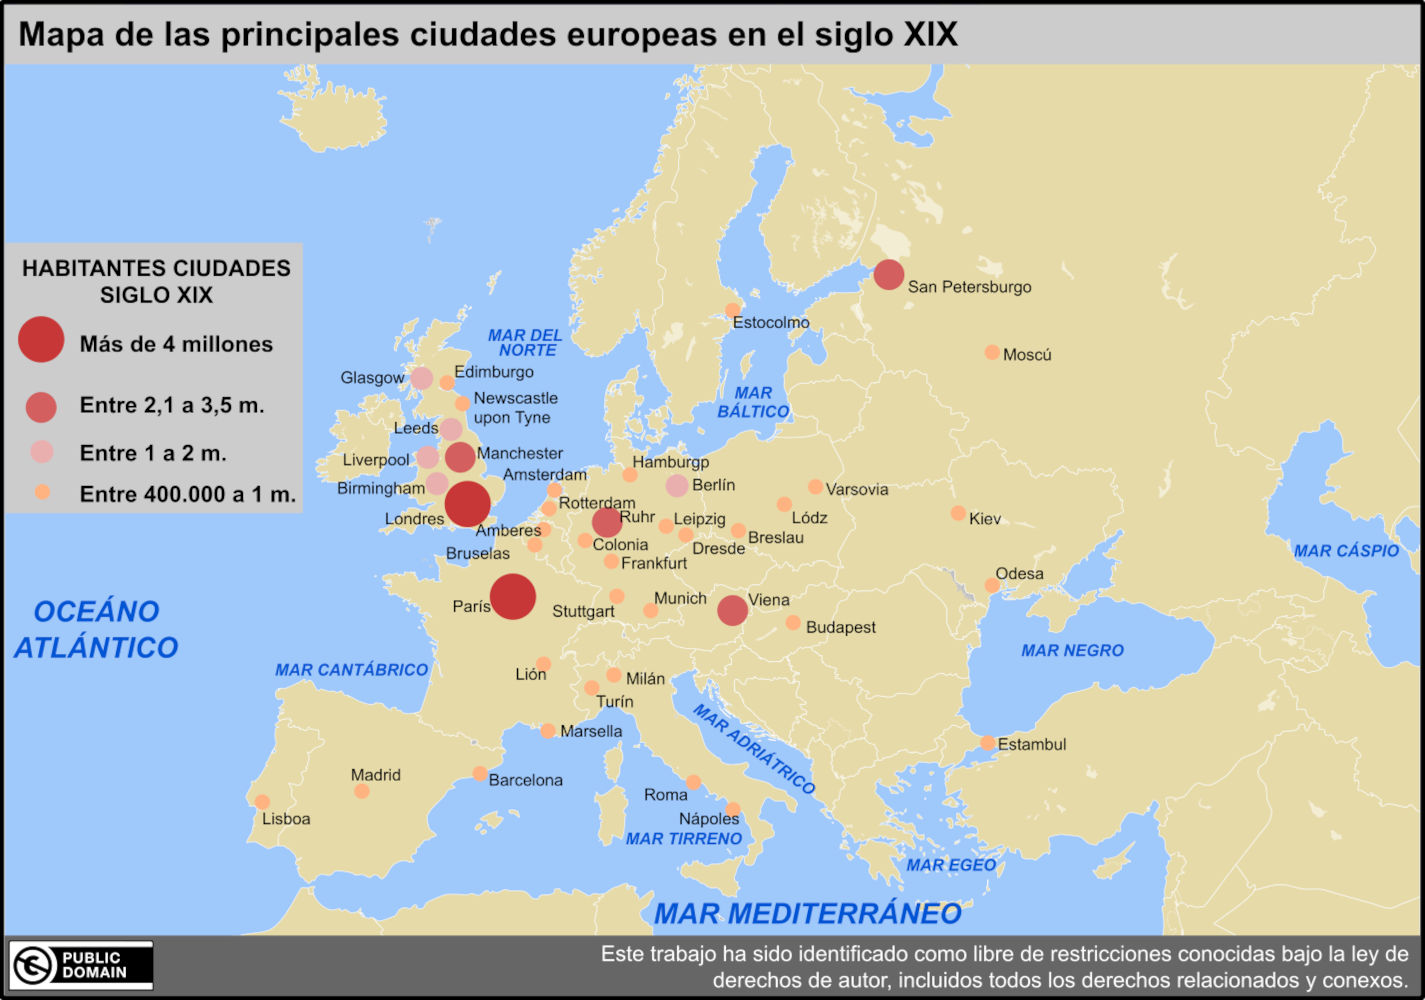 Mapa de las principales ciudades europeas en el siglo XIX
HABITANTES CIUDADES
SIGLO XIX
Más de 4 millones
Entre 2,1 a 3,5 m.
Entre 1 a 2 m.
Entre 400.000 a 1 m.
San Petersburgo
Estocolmo
MAR DEL
NORTE
Moscú
Glasgow
Edimburgo
MAR
BÁLTICO
Newscastle
upon Tyne
Leeds
Manchester
Liverpool
Hamburgp
Amsterdam
Birmingham
Berlín
Varsovia
Rotterdam
Londres
Ruhr
Leipzig
Lódz
Kiev
Amberes
Breslau
Colonia
Dresde
Bruselas
Frankfurt
MAR CÁSPIO
Odesa
París
Stuttgart
Munich
Viena
Budapest
OCEÁNO
ATLÁNTICO
MAR NEGRO
MAR CANTÁBRICO
Lión
Milán
Turín
Marsella
MAR ADRIÁTRICO
Estambul
Madrid
Barcelona
Roma
Lisboa
Nápoles
MAR TIRRENO
MAR EGEO
MAR MEDITERRÁNEO
PUBLIC
DOMAIN
Este trabajo ha sido identificado como libre de restricciones conocidas bajo la ley de
derechos de autor, incluidos todos los derechos relacionados y conexos.